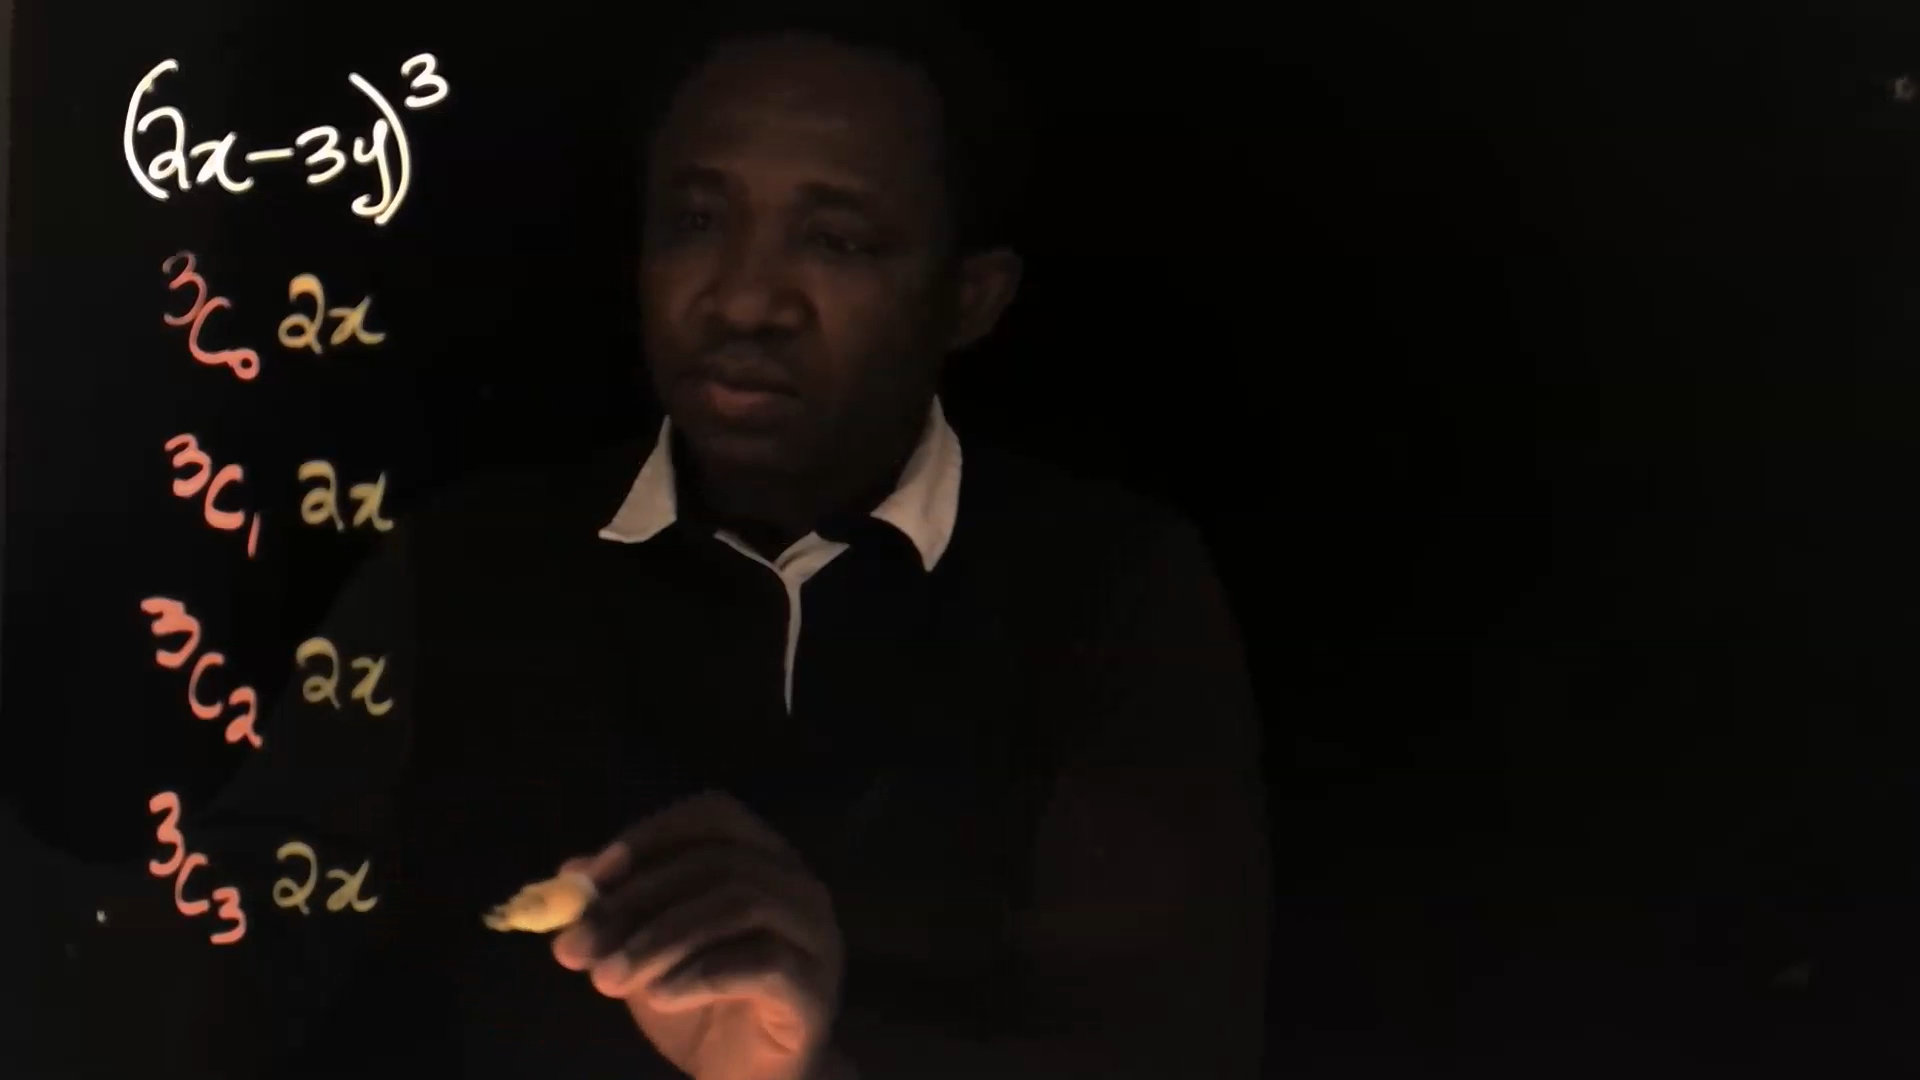 (2x-3y)³
³C₀ 2x
³C₁ 2x
³C₂ 2x
³C₃ 2x